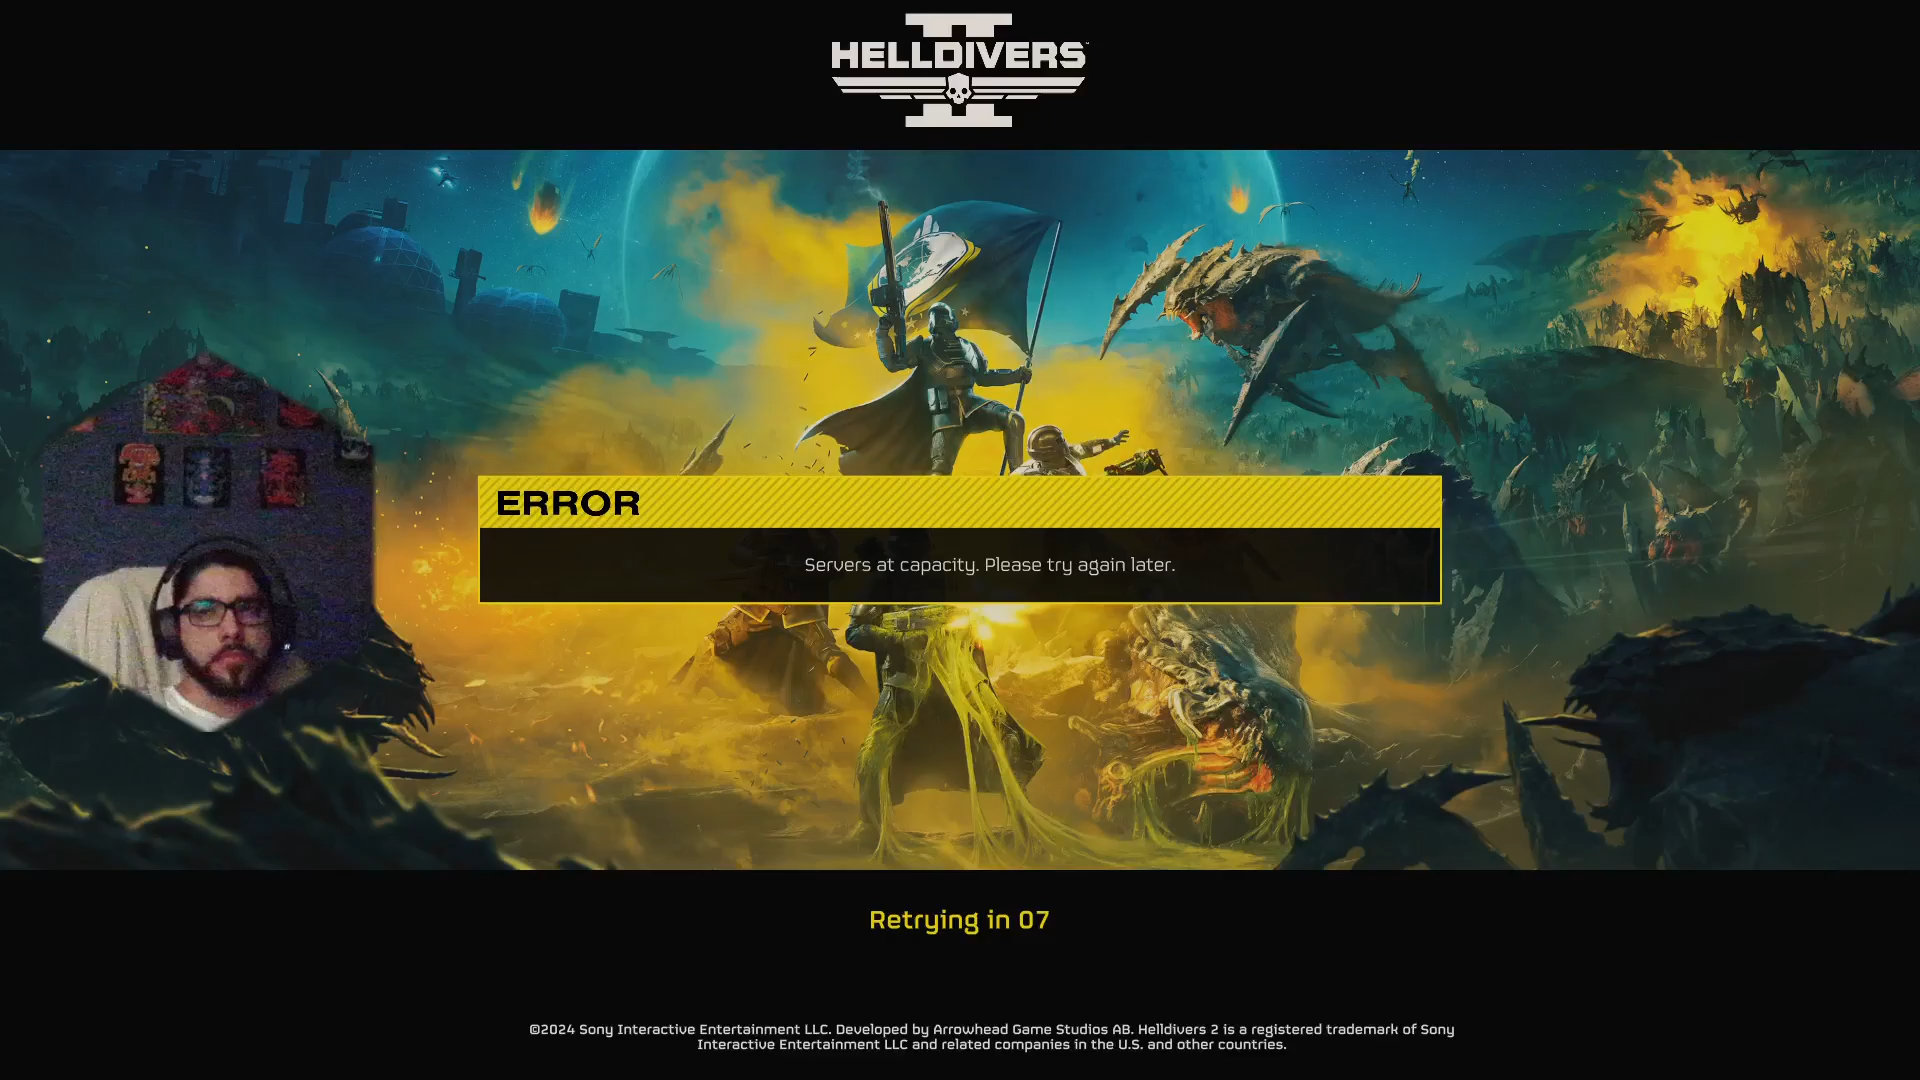 HELLDIVERS
II
ERROR
Servers at capacity. Please try again later.
Retrying in 07
©2024 Sony Interactive Entertainment LLC. Developed by Arrowhead Game Studios AB. Helldivers 2 is a registered trademark of Sony
Interactive Entertainment LLC and related companies in the U.S. and other countries.